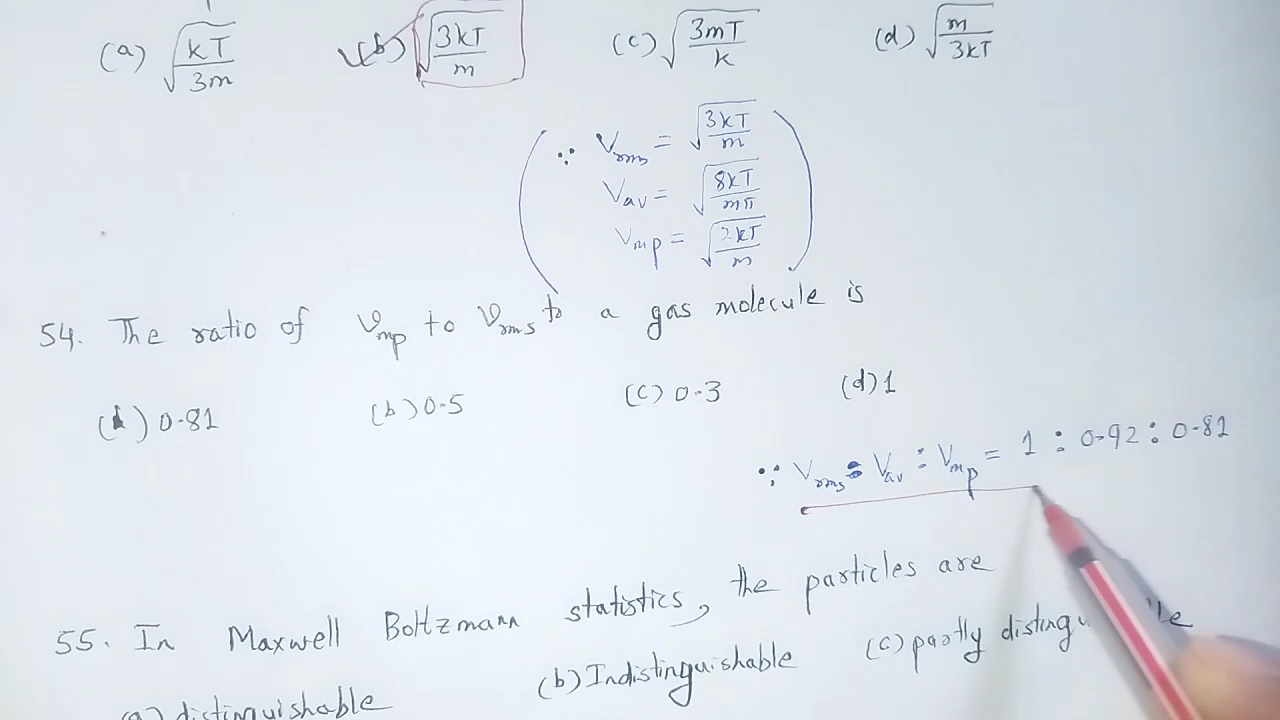 (a) √kT/3m (b) √3kT/m (c) √3mT/k (d) √m/3kT
∵ Vrms = √3kT/m
Vav = √8kT/mπ
Vmp = √2kT/m
54. The ratio of Vmp to Vrms to a gas molecule is
( ) 0.81 (b) 0.5 (c) 0.3 (d) 1
∵ Vrms : Vav : Vmp = 1 : 0.92 : 0.81
55. In Maxwell Boltzmann statistics, the particles are
(a) distinguishable (b) Indistinguishable (c) partly